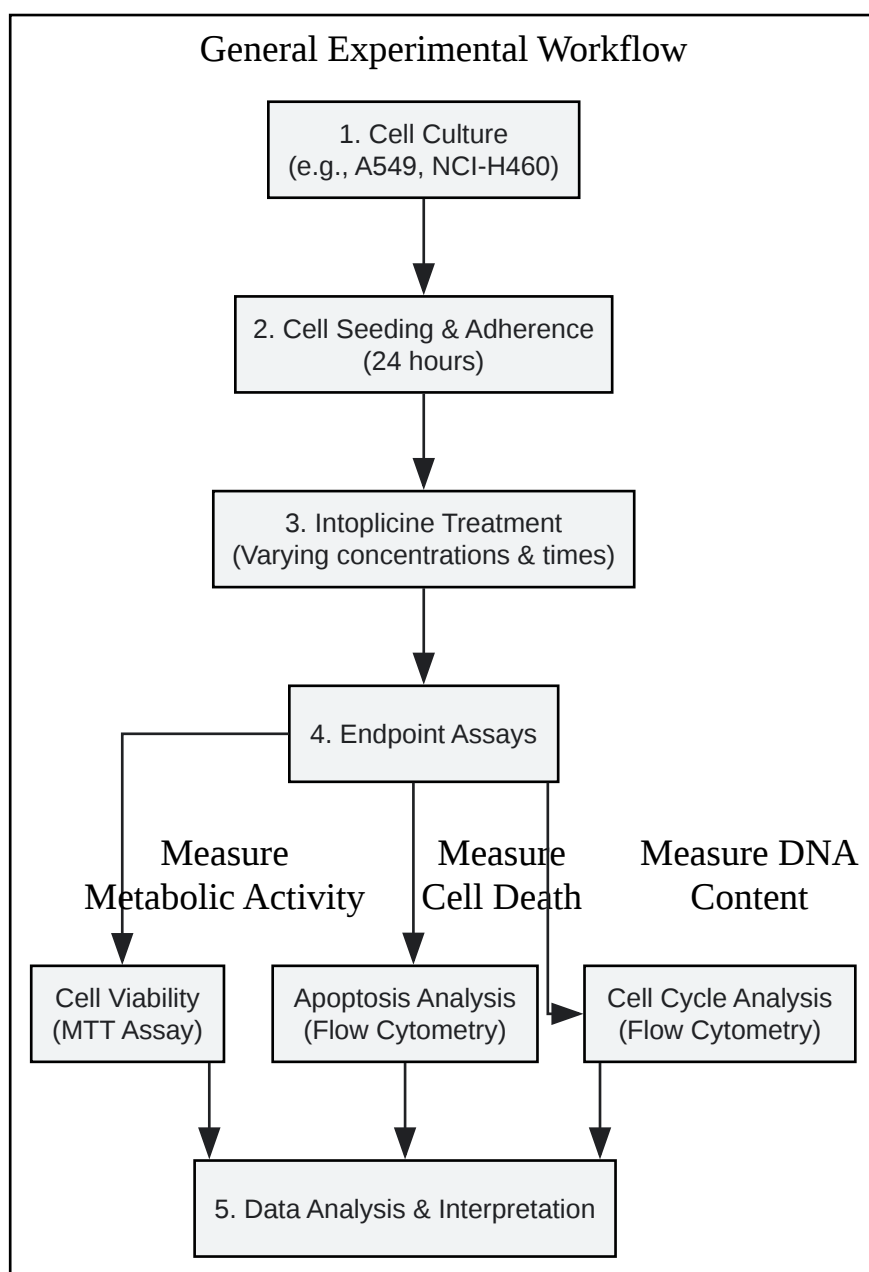 General Experimental Workflow
1. Cell Culture
(e.g., A549, NCI-H460)
2. Cell Seeding & Adherence
(24 hours)
3. Intoplicine Treatment
(Varying concentrations & times)
4. Endpoint Assays
Measure
Metabolic Activity
Measure
Cell Death
Measure DNA
Content
Cell Viability
(MTT Assay)
Apoptosis Analysis
(Flow Cytometry)
Cell Cycle Analysis
(Flow Cytometry)
5. Data Analysis & Interpretation